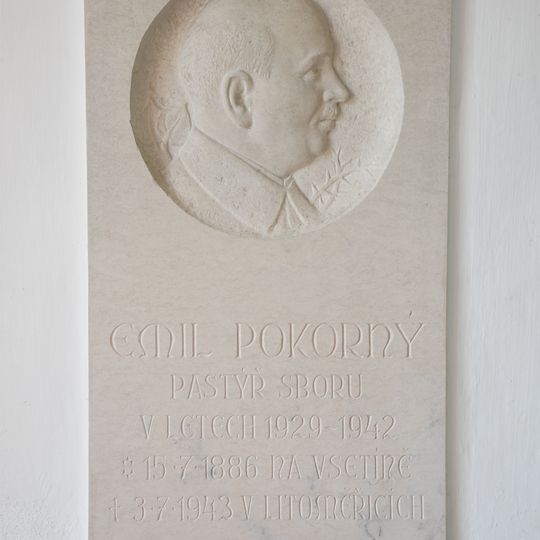 EMIL POKORNÝ
PASTÝŘ SBORU
V LETECH 1929-1942
* 15·7·1886 NA VSETÍNĚ
† 3·7·1943 V LITOMĚŘICÍCH